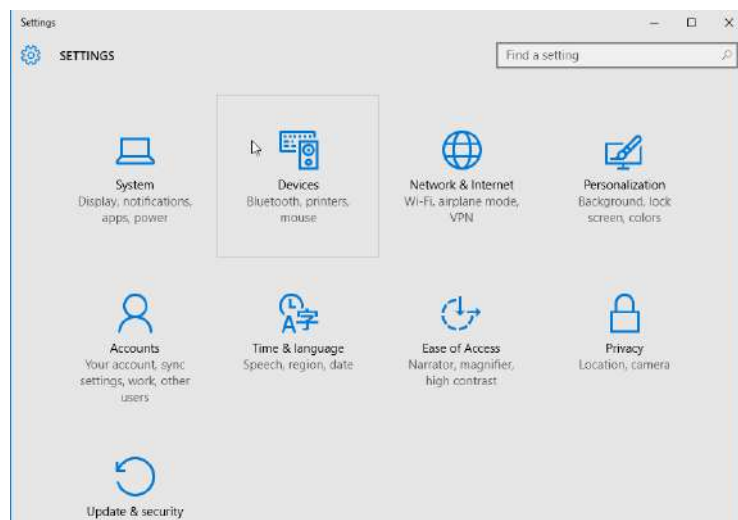 Settings
SETTINGS
Find a setting
System
Display, notifications,
apps, power
Devices
Bluetooth, printers,
mouse
Network & Internet
Wi-Fi, airplane mode,
VPN
Personalization
Background, lock
screen, colors
Accounts
Your account, sync
settings, work, other
users
Time & language
Speech, region, date
Ease of Access
Narrator, magnifier,
high contrast
Privacy
Location, camera
Update & security